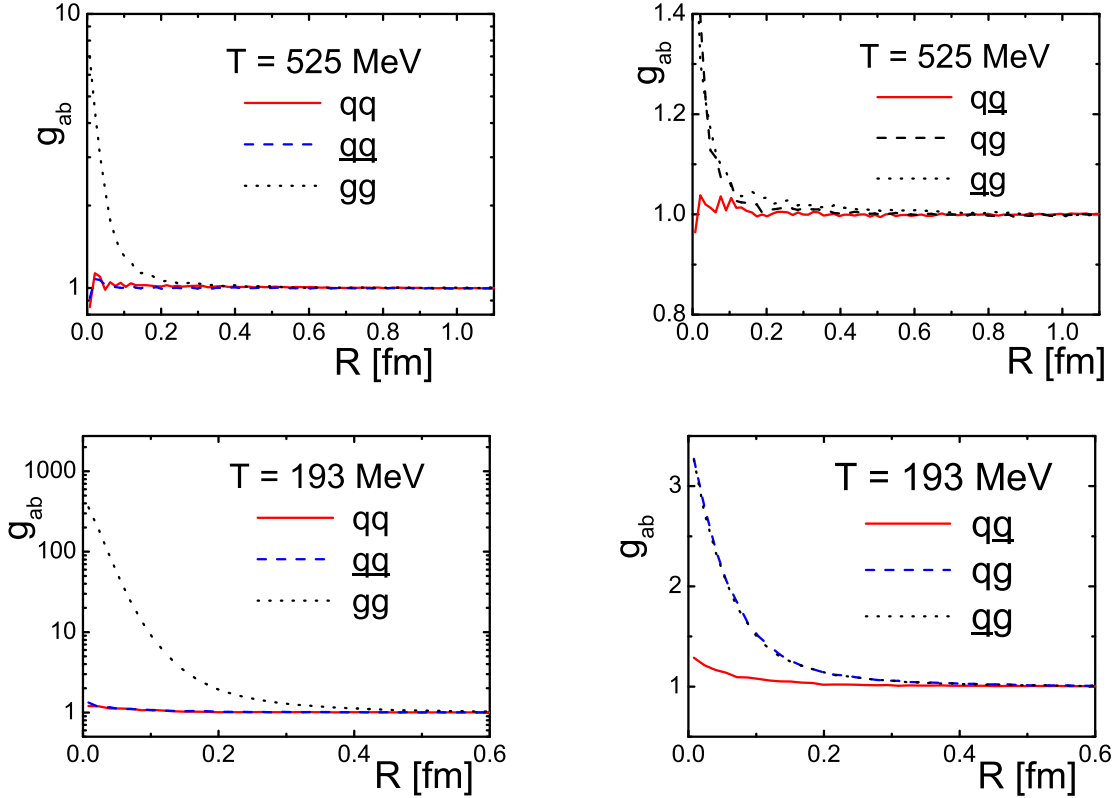 10
g_ab
T = 525 MeV
qq
q̲q̲
gg
1
0.0 0.2 0.4 0.6 0.8 1.0
R [fm]
1.4
g_ab
T = 525 MeV
qq̲
qg
q̲g
1.2
1.0
0.8
0.0 0.2 0.4 0.6 0.8 1.0
R [fm]
1000
g_ab
T = 193 MeV
qq
q̲q̲
gg
100
10
1
0.0 0.2 0.4 0.6
R [fm]
3
g_ab
T = 193 MeV
qq̲
qg
q̲g
2
1
0.0 0.2 0.4 0.6
R [fm]